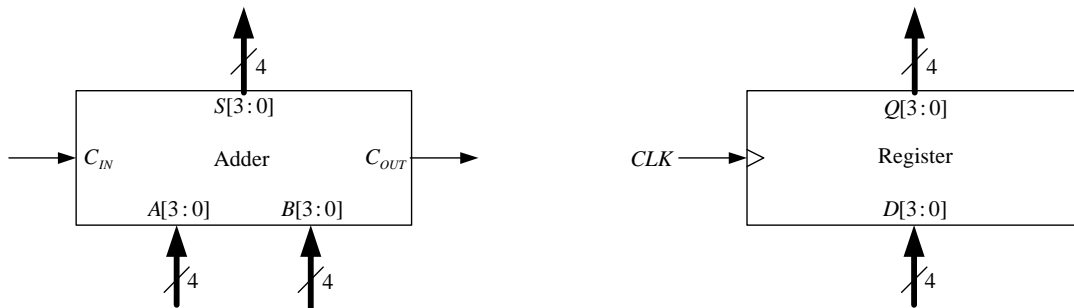 4
S[3:0]
C_IN
Adder
C_OUT
A[3:0]
B[3:0]
4
4
4
Q[3:0]
CLK
Register
D[3:0]
4